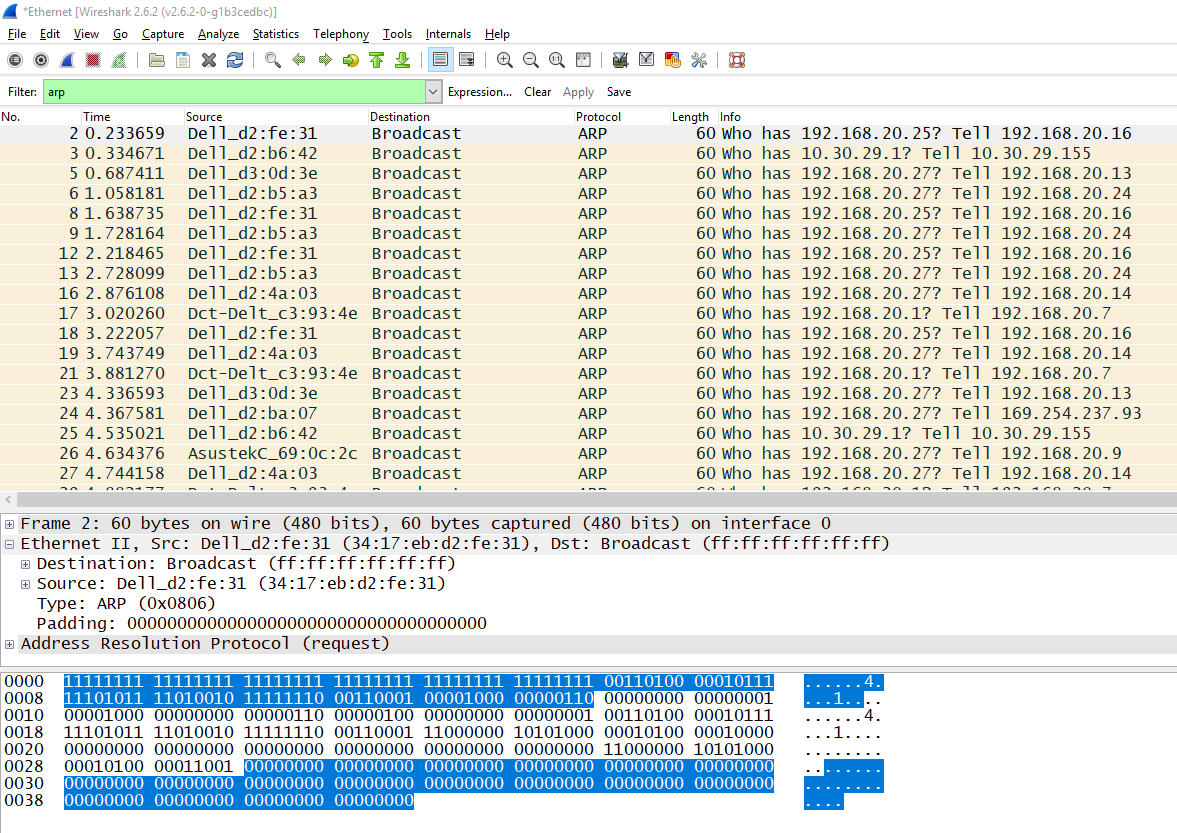 *Ethernet [Wireshark 2.6.2 (v2.6.2-0-g1b3cedbc)]
File Edit View Go Capture Analyze Statistics Telephony Tools Internals Help
Filter: arp Expression... Clear Apply Save
No. Time Source Destination Protocol Length Info
2 0.233659 Dell_d2:fe:31 Broadcast ARP 60 Who has 192.168.20.25? Tell 192.168.20.16
3 0.334671 Dell_d2:b6:42 Broadcast ARP 60 Who has 10.30.29.1? Tell 10.30.29.155
5 0.687411 Dell_d3:0d:3e Broadcast ARP 60 Who has 192.168.20.27? Tell 192.168.20.13
6 1.058181 Dell_d2:b5:a3 Broadcast ARP 60 Who has 192.168.20.27? Tell 192.168.20.24
8 1.638735 Dell_d2:fe:31 Broadcast ARP 60 Who has 192.168.20.25? Tell 192.168.20.16
9 1.728164 Dell_d2:b5:a3 Broadcast ARP 60 Who has 192.168.20.27? Tell 192.168.20.24
12 2.218465 Dell_d2:fe:31 Broadcast ARP 60 Who has 192.168.20.25? Tell 192.168.20.16
13 2.728099 Dell_d2:b5:a3 Broadcast ARP 60 Who has 192.168.20.27? Tell 192.168.20.24
16 2.876108 Dell_d2:4a:03 Broadcast ARP 60 Who has 192.168.20.27? Tell 192.168.20.14
17 3.020260 Dct-Delt_c3:93:4e Broadcast ARP 60 Who has 192.168.20.1? Tell 192.168.20.7
18 3.222057 Dell_d2:fe:31 Broadcast ARP 60 Who has 192.168.20.25? Tell 192.168.20.16
19 3.743749 Dell_d2:4a:03 Broadcast ARP 60 Who has 192.168.20.27? Tell 192.168.20.14
21 3.881270 Dct-Delt_c3:93:4e Broadcast ARP 60 Who has 192.168.20.1? Tell 192.168.20.7
23 4.336593 Dell_d3:0d:3e Broadcast ARP 60 Who has 192.168.20.27? Tell 192.168.20.13
24 4.367581 Dell_d2:ba:07 Broadcast ARP 60 Who has 192.168.20.27? Tell 169.254.237.93
25 4.535021 Dell_d2:b6:42 Broadcast ARP 60 Who has 10.30.29.1? Tell 10.30.29.155
26 4.634376 AsustekC_69:0c:2c Broadcast ARP 60 Who has 192.168.20.27? Tell 192.168.20.9
27 4.744158 Dell_d2:4a:03 Broadcast ARP 60 Who has 192.168.20.27? Tell 192.168.20.14
Frame 2: 60 bytes on wire (480 bits), 60 bytes captured (480 bits) on interface 0
Ethernet II, Src: Dell_d2:fe:31 (34:17:eb:d2:fe:31), Dst: Broadcast (ff:ff:ff:ff:ff:ff)
Destination: Broadcast (ff:ff:ff:ff:ff:ff)
Source: Dell_d2:fe:31 (34:17:eb:d2:fe:31)
Type: ARP (0x0806)
Padding: 000000000000000000000000000000000000
Address Resolution Protocol (request)
0000 11111111 11111111 11111111 11111111 11111111 11111111 00110100 00010111 ......4.
0008 11101011 11010010 11111110 00110001 00001000 00000110 00000000 00000001 ...1....
0010 00001000 00000000 00000110 00000100 00000000 00000001 00110100 00010111 ......4.
0018 11101011 11010010 11111110 00110001 11000000 10101000 00010100 00010000 ...1....
0020 00000000 00000000 00000000 00000000 00000000 00000000 11000000 10101000 ........
0028 00010100 00011001 00000000 00000000 00000000 00000000 00000000 00000000 ........
0030 00000000 00000000 00000000 00000000 00000000 00000000 00000000 00000000 ........
0038 00000000 00000000 00000000 00000000 ....